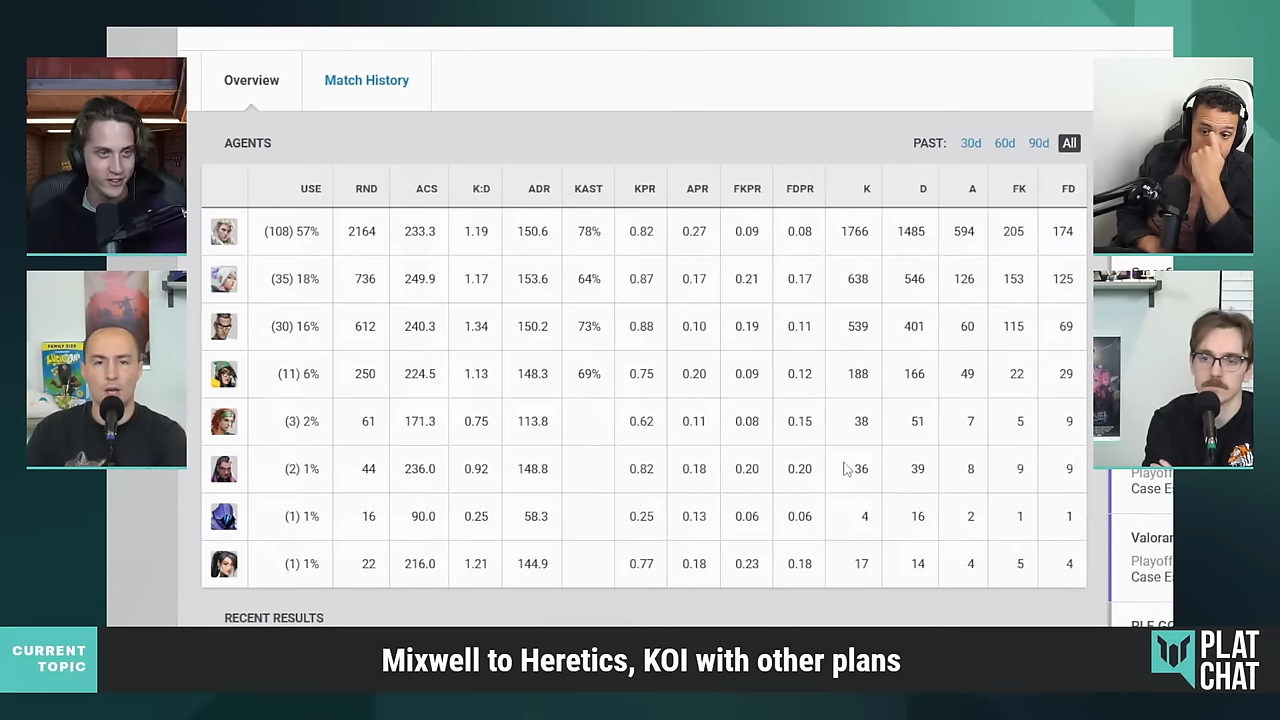 Overview
Match History
AGENTS
PAST: 30d 60d 90d All
USE RND ACS K:D ADR KAST KPR APR FKPR FDPR K D A FK FD
(108) 57% 2164 233.3 1.19 150.6 78% 0.82 0.27 0.09 0.08 1766 1485 594 205 174
(35) 18% 736 249.9 1.17 153.6 64% 0.87 0.17 0.21 0.17 638 546 126 153 125
(30) 16% 612 240.3 1.34 150.2 73% 0.88 0.10 0.19 0.11 539 401 60 115 69
(11) 6% 250 224.5 1.13 148.3 69% 0.75 0.20 0.09 0.12 188 166 49 22 29
(3) 2% 61 171.3 0.75 113.8 0.62 0.11 0.08 0.15 38 51 7 5 9
(2) 1% 44 236.0 0.92 148.8 0.82 0.18 0.20 0.20 36 39 8 9 9
(1) 1% 16 90.0 0.25 58.3 0.25 0.13 0.06 0.06 4 16 2 1 1
(1) 1% 22 216.0 1.21 144.9 0.77 0.18 0.23 0.18 17 14 4 5 4
RECENT RESULTS
Playoff
Case E
Valorar
Playoff
Case E
FAMILY SIZE
CURRENT
TOPIC
Mixwell to Heretics, KOI with other plans
PLAT
CHAT